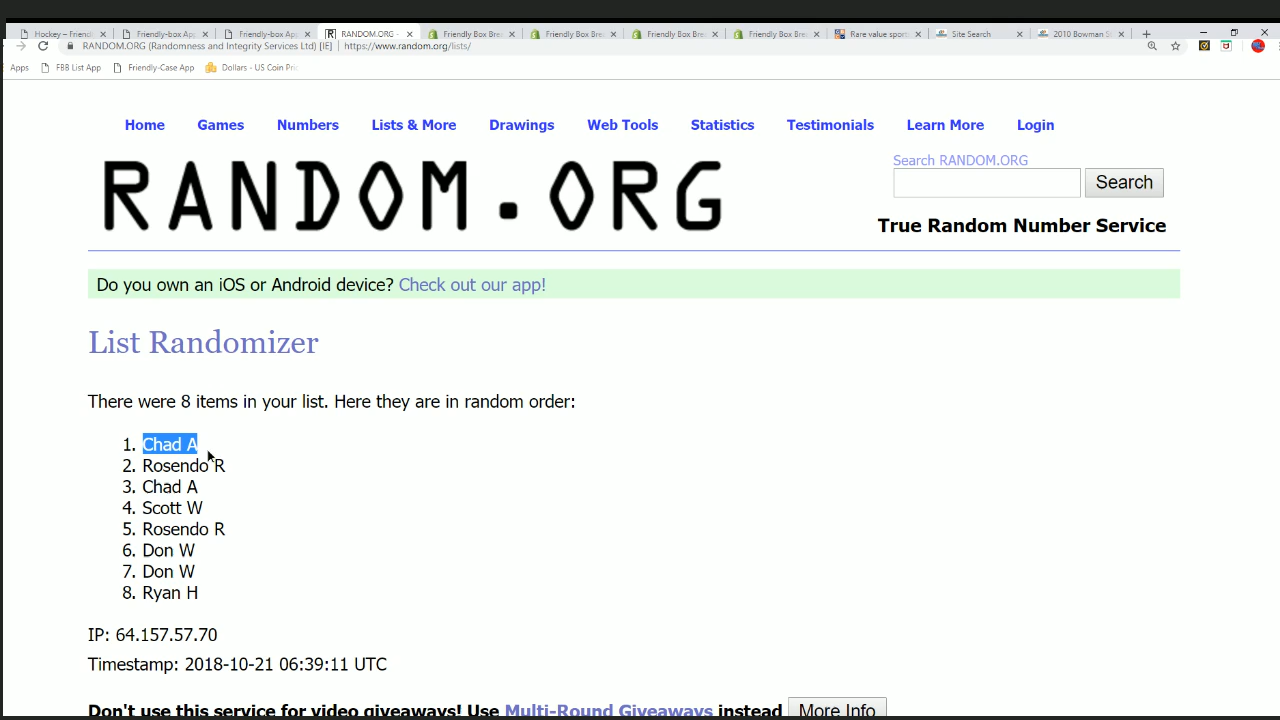 Hockey – Friendl
Friendly-box App
Friendly-box App
RANDOM.ORG -
Friendly Box Bre
Friendly Box Bre
Friendly Box Bre
Friendly Box Bre
Rare value sports
Site Search
2010 Bowman St
RANDOM.ORG (Randomness and Integrity Services Ltd) [IE] | https://www.random.org/lists/
Apps FBB List App Friendly-Case App Dollars - US Coin Pri
Home Games Numbers Lists & More Drawings Web Tools Statistics Testimonials Learn More Login
RANDOM.ORG
Search RANDOM.ORG
Search
True Random Number Service
Do you own an iOS or Android device? Check out our app!
List Randomizer
There were 8 items in your list. Here they are in random order:
1. Chad A
2. Rosendo R
3. Chad A
4. Scott W
5. Rosendo R
6. Don W
7. Don W
8. Ryan H
IP: 64.157.57.70
Timestamp: 2018-10-21 06:39:11 UTC
Don't use this service for video giveaways! Use Multi-Round Giveaways instead More Info